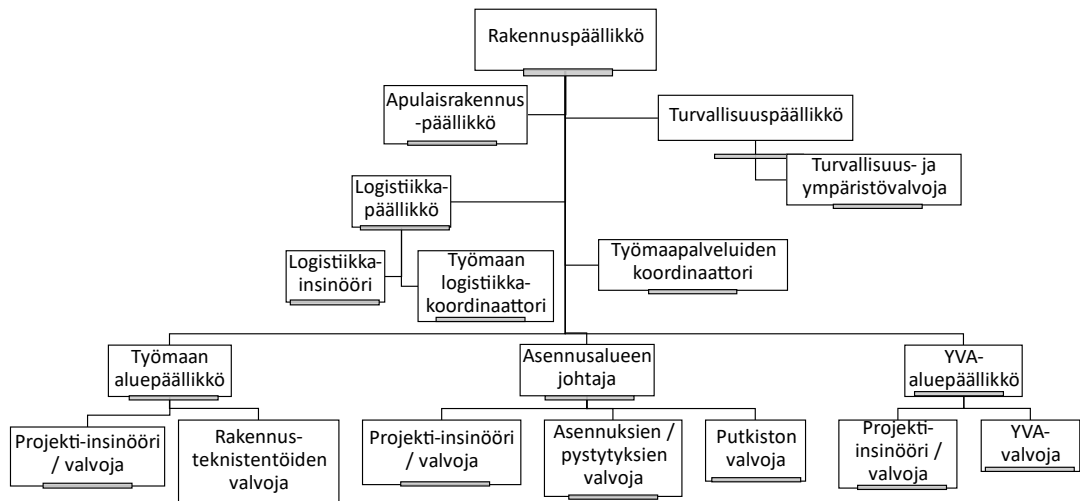 Rakennuspäällikkö
Apulaisrakennus
-päällikkö
Turvallisuuspäällikkö
Turvallisuus- ja
ympäristövalvoja
Logistiikka-
päällikkö
Logistiikka-
insinööri
Työmaan
logistiikka-
koordinaattori
Työmaapalveluiden
koordinaattori
Työmaan
aluepäällikkö
Asennusalueen
johtaja
YVA-
aluepäällikkö
Projekti-insinööri
/ valvoja
Rakennus-
teknistentöiden
valvoja
Projekti-insinööri
/ valvoja
Asennuksien /
pystytyksien
valvoja
Putkiston
valvoja
Projekti-
insinööri /
valvoja
YVA-
valvoja